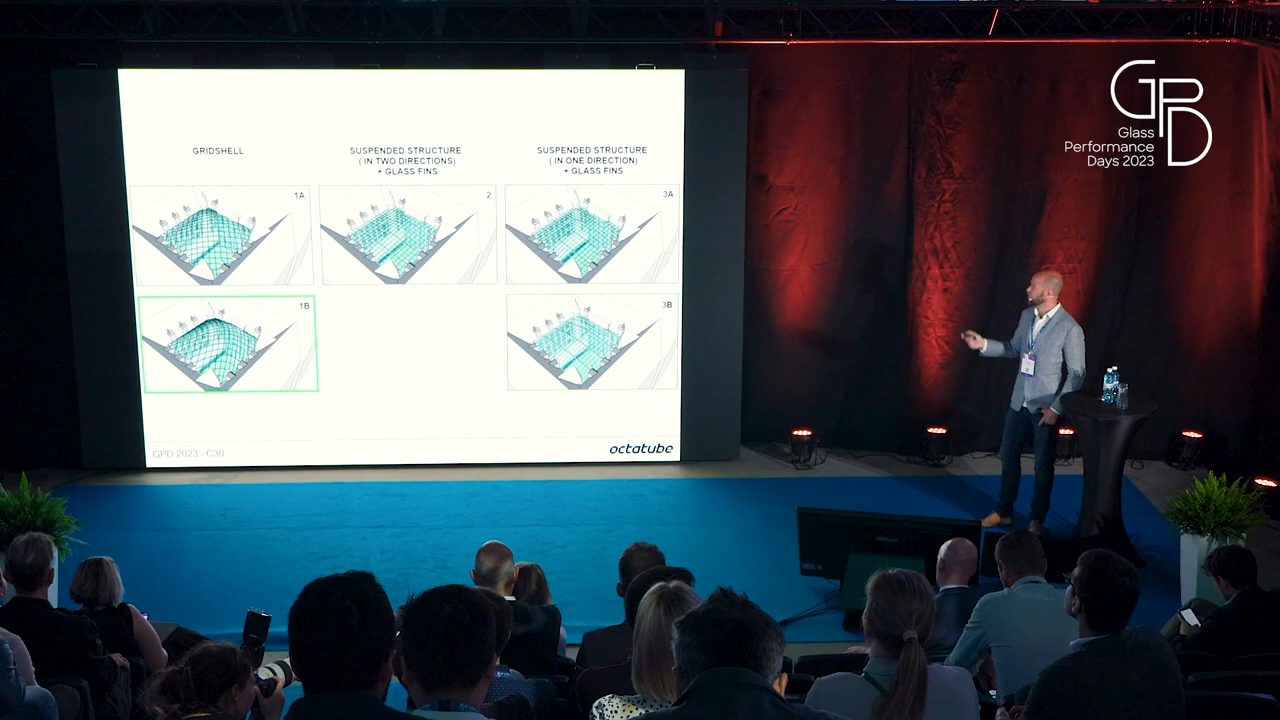 GPD
Glass
Performance
Days 2023
GRIDSHELL
SUSPENDED STRUCTURE
( IN TWO DIRECTIONS)
+ GLASS FINS
SUSPENDED STRUCTURE
( IN ONE DIRECTION)
+ GLASS FINS
1A
2
3A
1B
3B
GPD 2023 - C30
octatube